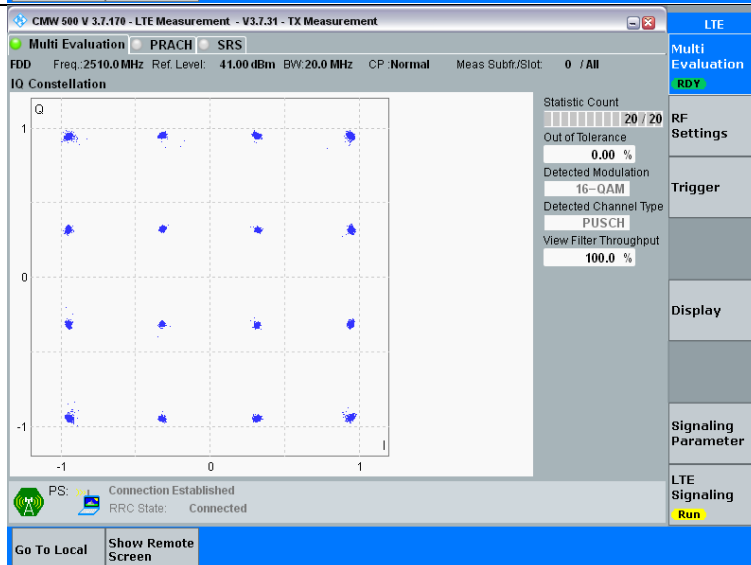 CMW 500 V 3.7.170 - LTE Measurement - V3.7.31 - TX Measurement
LTE
Multi Evaluation PRACH SRS
Multi
Evaluation
RDY
FDD Freq.:2510.0 MHz Ref. Level: 41.00 dBm BW:20.0 MHz CP :Normal Meas Subfr./Slot: 0 / All
IQ Constellation
Q
1
0
-1
-1 0 1
I
Statistic Count
20 / 20
Out of Tolerance
0.00 %
Detected Modulation
16-QAM
Detected Channel Type
PUSCH
View Filter Throughput
100.0 %
RF
Settings
Trigger
Display
Signaling
Parameter
LTE
Signaling
Run
PS: Connection Established
RRC State: Connected
Go To Local
Show Remote
Screen